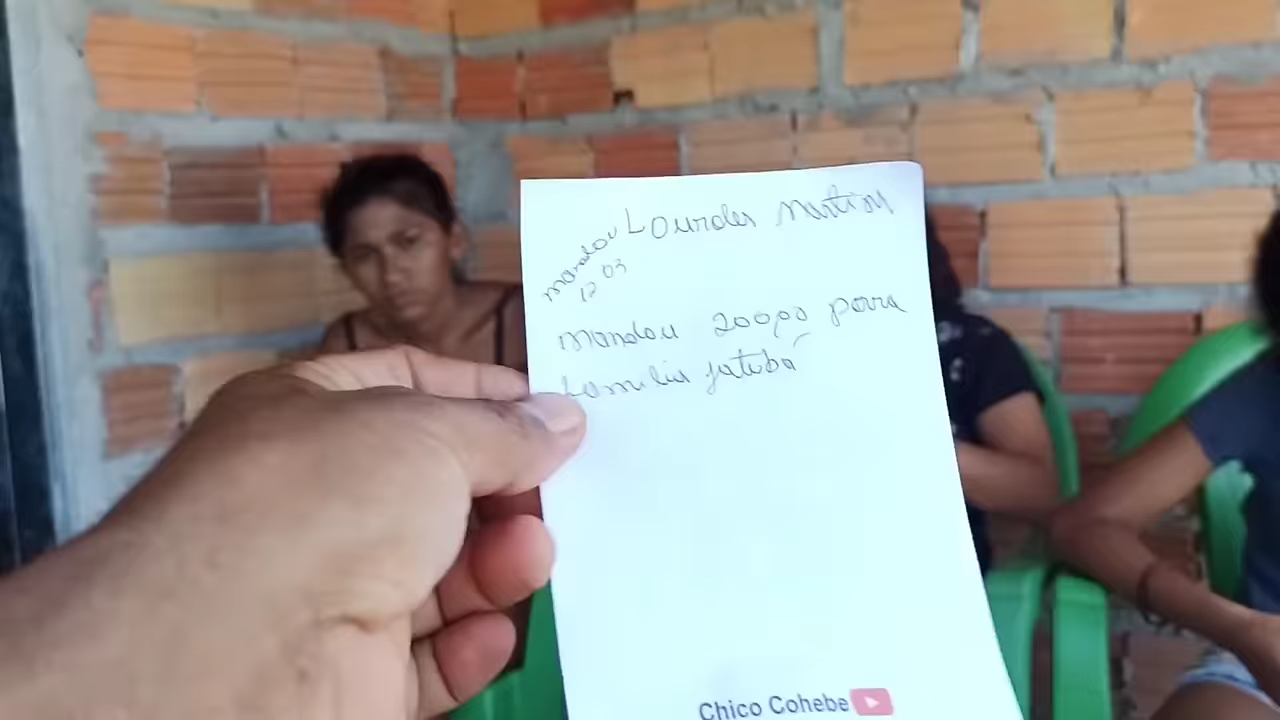 Lourdes Martins
mandou
12 03
mandou 200,00 para
familia jatobá
Chico Cohebe